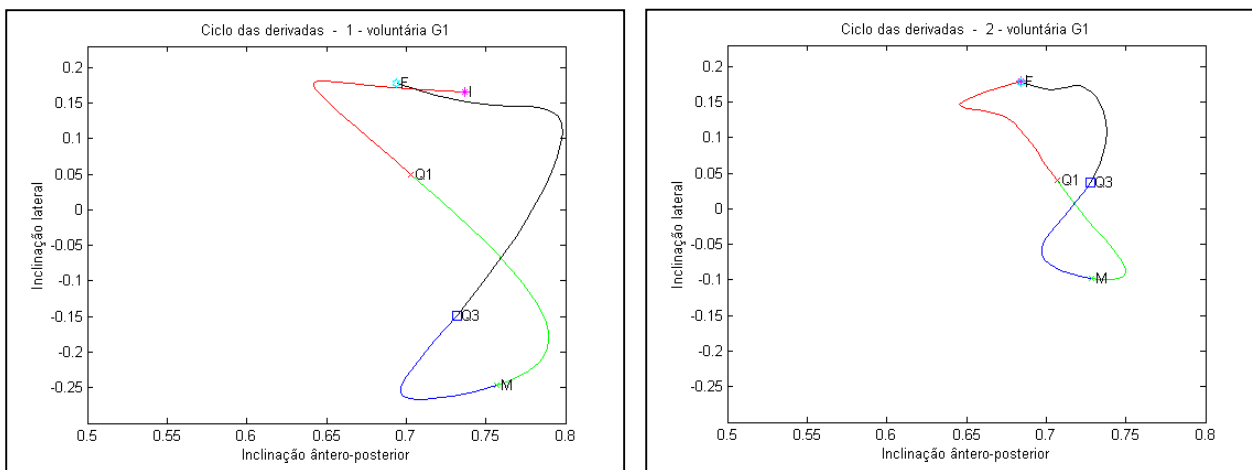 Ciclo das derivadas - 1 - voluntária G1
0.2
0.15
0.1
0.05
0
-0.05
-0.1
-0.15
-0.2
-0.25
Inclinação lateral
F
I
Q1
Q3
M
0.5 0.55 0.6 0.65 0.7 0.75 0.8
Inclinação ântero-posterior
Ciclo das derivadas - 2 - voluntária G1
0.2
0.15
0.1
0.05
0
-0.05
-0.1
-0.15
-0.2
-0.25
Inclinação lateral
F
Q1
Q3
M
0.5 0.55 0.6 0.65 0.7 0.75 0.8
Inclinação ântero-posterior